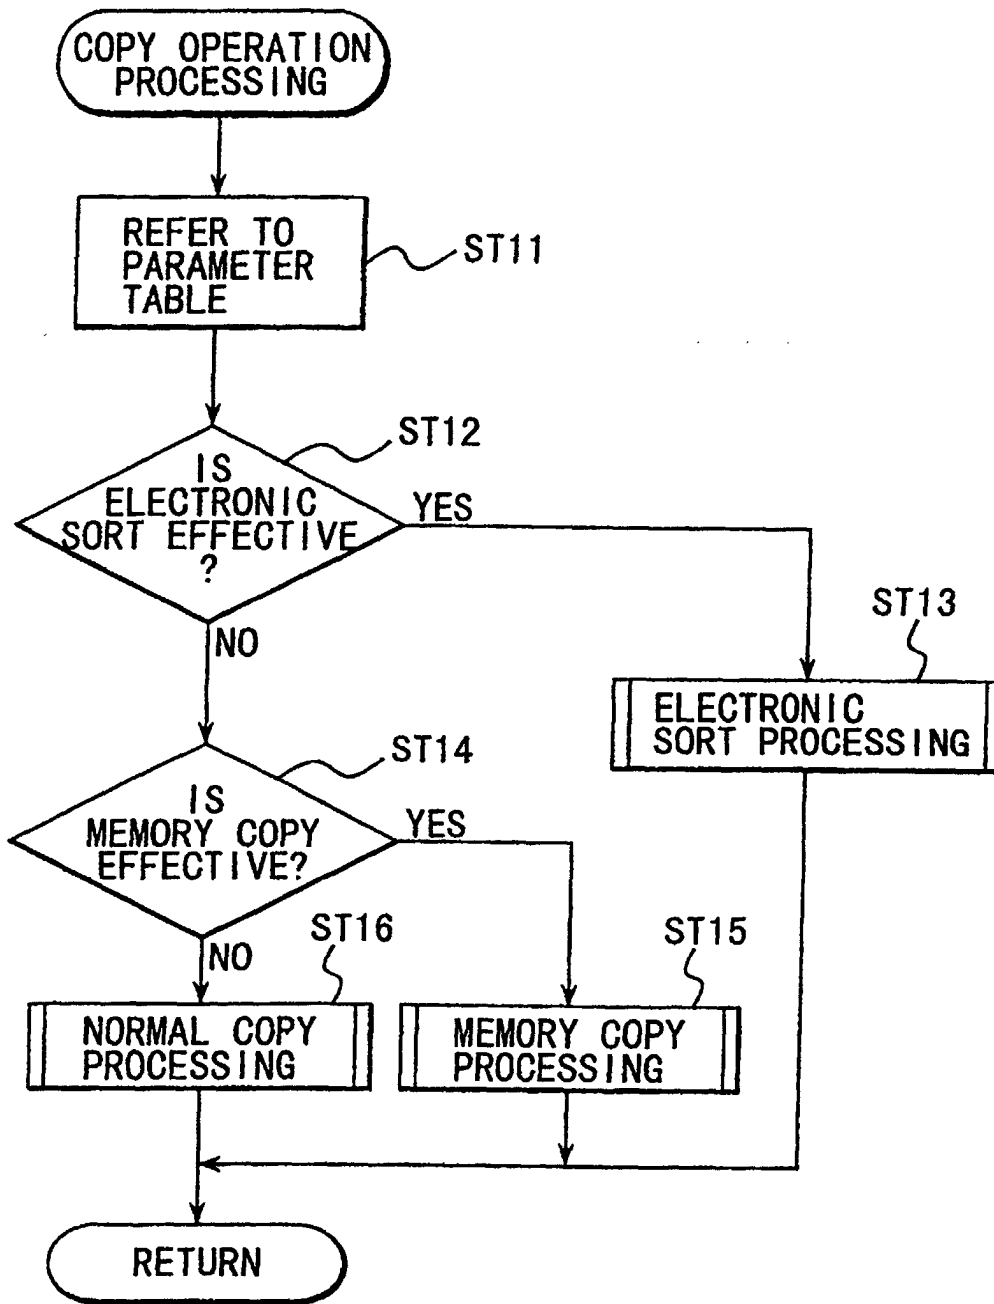 COPY OPERATION
PROCESSING
REFER TO
PARAMETER
TABLE
ST11
ST12
IS
ELECTRONIC
SORT EFFECTIVE
?
YES
NO
ST13
ELECTRONIC
SORT PROCESSING
ST14
IS
MEMORY COPY
EFFECTIVE?
YES
NO
ST16
NORMAL COPY
PROCESSING
ST15
MEMORY COPY
PROCESSING
RETURN